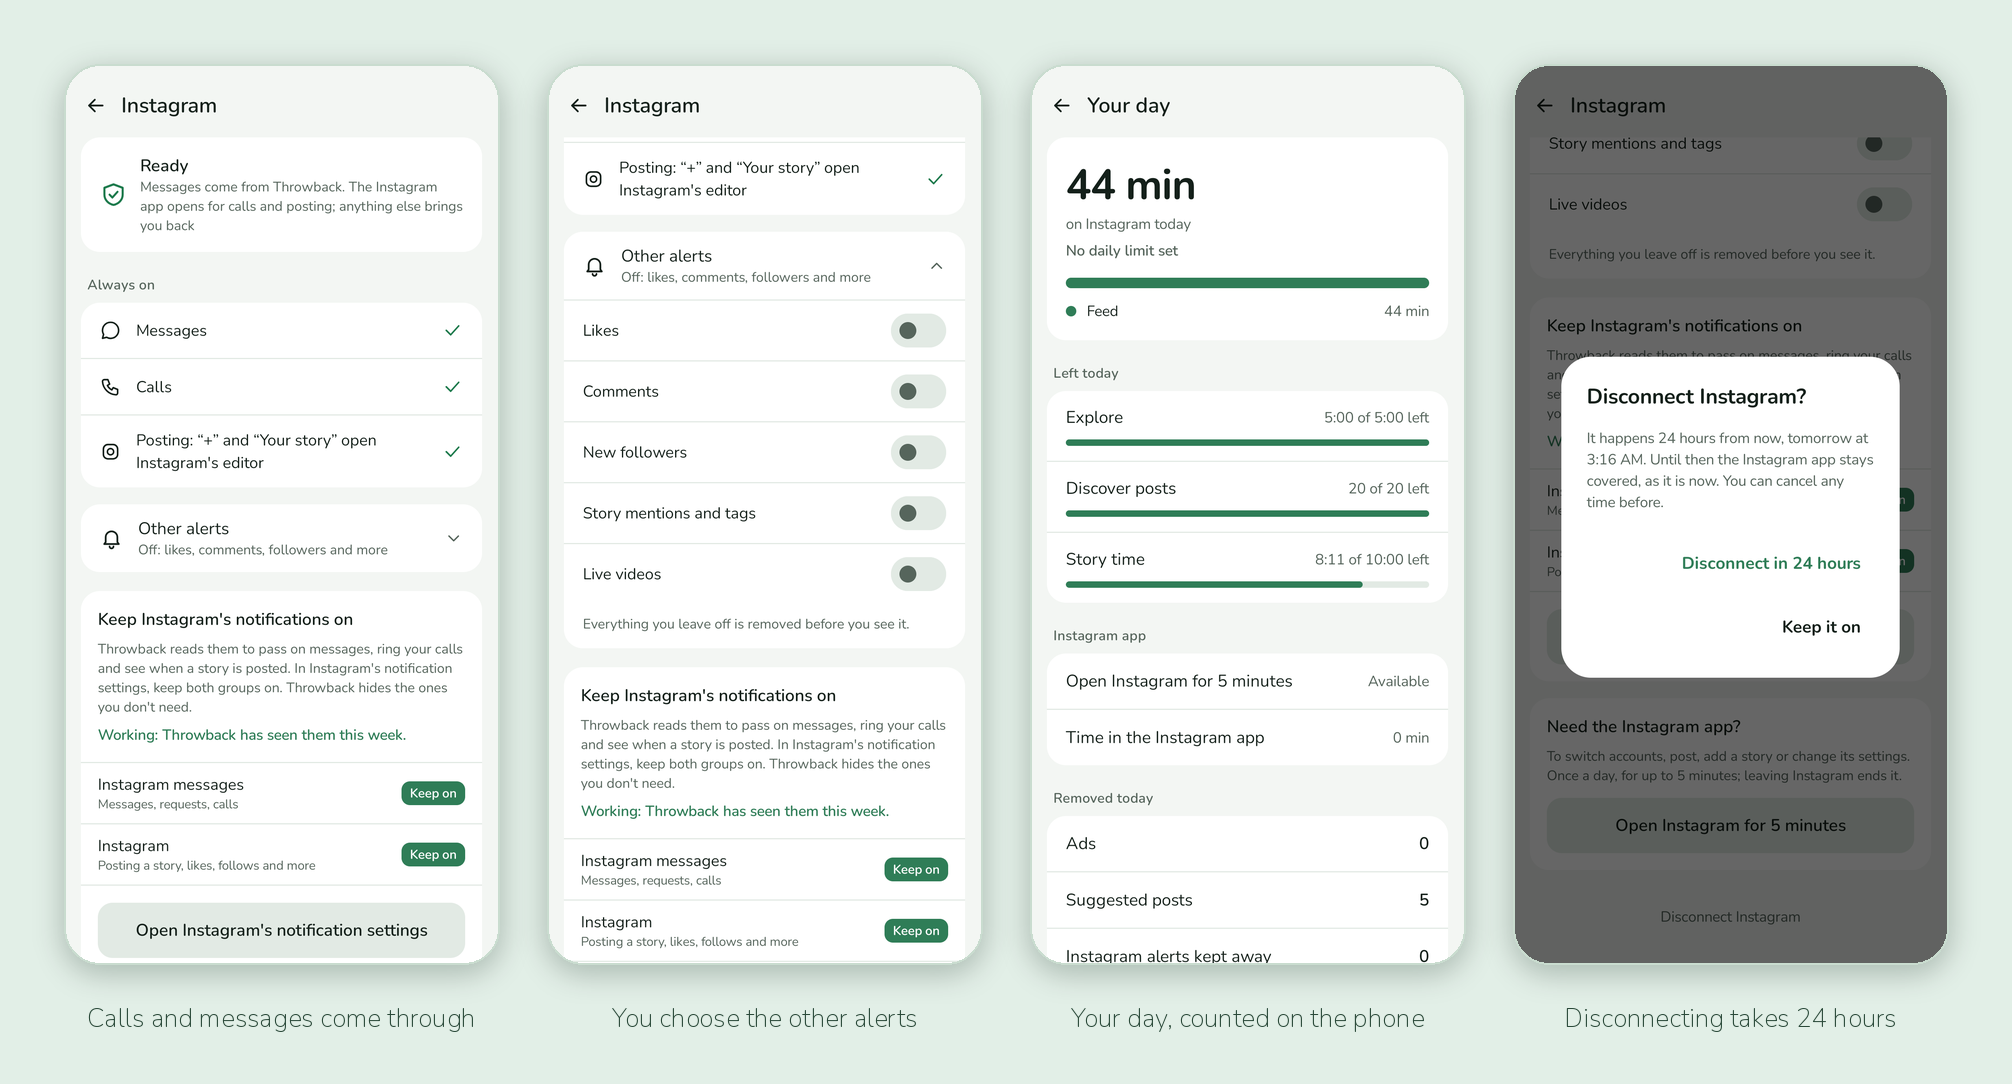 Instagram
Ready
Messages come from Throwback. The Instagram
app opens for calls and posting; anything else brings
you back
Always on
Messages
Calls
Posting: “+” and “Your story” open
Instagram's editor
Other alerts
Off: likes, comments, followers and more
Keep Instagram's notifications on
Throwback reads them to pass on messages, ring your calls
and see when a story is posted. In Instagram's notification
settings, keep both groups on. Throwback hides the ones
you don't need.
Working: Throwback has seen them this week.
Instagram messages
Messages, requests, calls
Keep on
Instagram
Posting a story, likes, follows and more
Keep on
Open Instagram's notification settings
Calls and messages come through
Instagram
Posting: “+” and “Your story” open
Instagram's editor
Other alerts
Off: likes, comments, followers and more
Likes
Comments
New followers
Story mentions and tags
Live videos
Everything you leave off is removed before you see it.
Keep Instagram's notifications on
Throwback reads them to pass on messages, ring your calls
and see when a story is posted. In Instagram's notification
settings, keep both groups on. Throwback hides the ones
you don't need.
Working: Throwback has seen them this week.
Instagram messages
Messages, requests, calls
Keep on
Instagram
Posting a story, likes, follows and more
Keep on
You choose the other alerts
Your day
44 min
on Instagram today
No daily limit set
Feed 44 min
Left today
Explore 5:00 of 5:00 left
Discover posts 20 of 20 left
Story time 8:11 of 10:00 left
Instagram app
Open Instagram for 5 minutes Available
Time in the Instagram app 0 min
Removed today
Ads 0
Suggested posts 5
Instagram alerts kept away 0
Your day, counted on the phone
Instagram
Story mentions and tags
Live videos
Everything you leave off is removed before you see it.
Keep Instagram's notifications on
Throwback reads them to pass on messages, ring your calls
Disconnect Instagram?
It happens 24 hours from now, tomorrow at
3:16 AM. Until then the Instagram app stays
covered, as it is now. You can cancel any
time before.
Disconnect in 24 hours
Keep it on
Need the Instagram app?
To switch accounts, post, add a story or change its settings.
Once a day, for up to 5 minutes; leaving Instagram ends it.
Open Instagram for 5 minutes
Disconnect Instagram
Disconnecting takes 24 hours